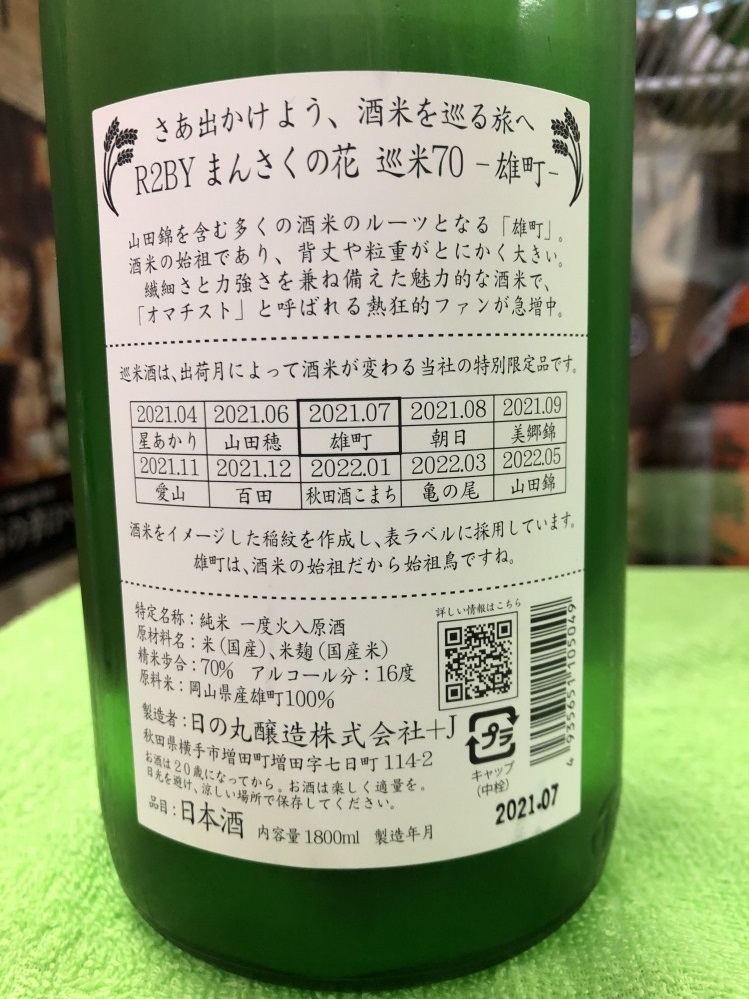 さあ出かけよう、酒米を巡る旅へ
R2BY まんさくの花 巡米70 −雄町−
山田錦を含む多くの酒米のルーツとなる「雄町」。
酒米の始祖であり、背丈や粒重がとにかく大きい。
繊細さと力強さを兼ね備えた魅力的な酒米で、
「オマチスト」と呼ばれる熱狂的ファンが急増中。
巡米酒は、出荷月によって酒米が変わる当社の特別限定品です。
2021.04 2021.06 2021.07 2021.08 2021.09
星あかり 山田穂 雄町 朝日 美郷錦
2021.11 2021.12 2022.01 2022.03 2022.05
愛山 百田 秋田酒こまち 亀の尾 山田錦
酒米をイメージした稲紋を作成し、表ラベルに採用しています。
雄町は、酒米の始祖だから始祖鳥ですね。
特定名称：純米 一度火入原酒
原材料名：米（国産）、米麹（国産米）
精米歩合：70% アルコール分：16度
原料米：岡山県産雄町100%
詳しい情報はこちら
4 935651 105049
製造者：日の丸醸造株式会社+J
秋田県横手市増田町増田字七日町 114-2
お酒は20歳になってから。お酒は楽しく適量を。
日光を避け、涼しい場所で保存してください。
プラ
キャップ
（中栓）
品目：日本酒 内容量 1800ml 製造年月
2021.07